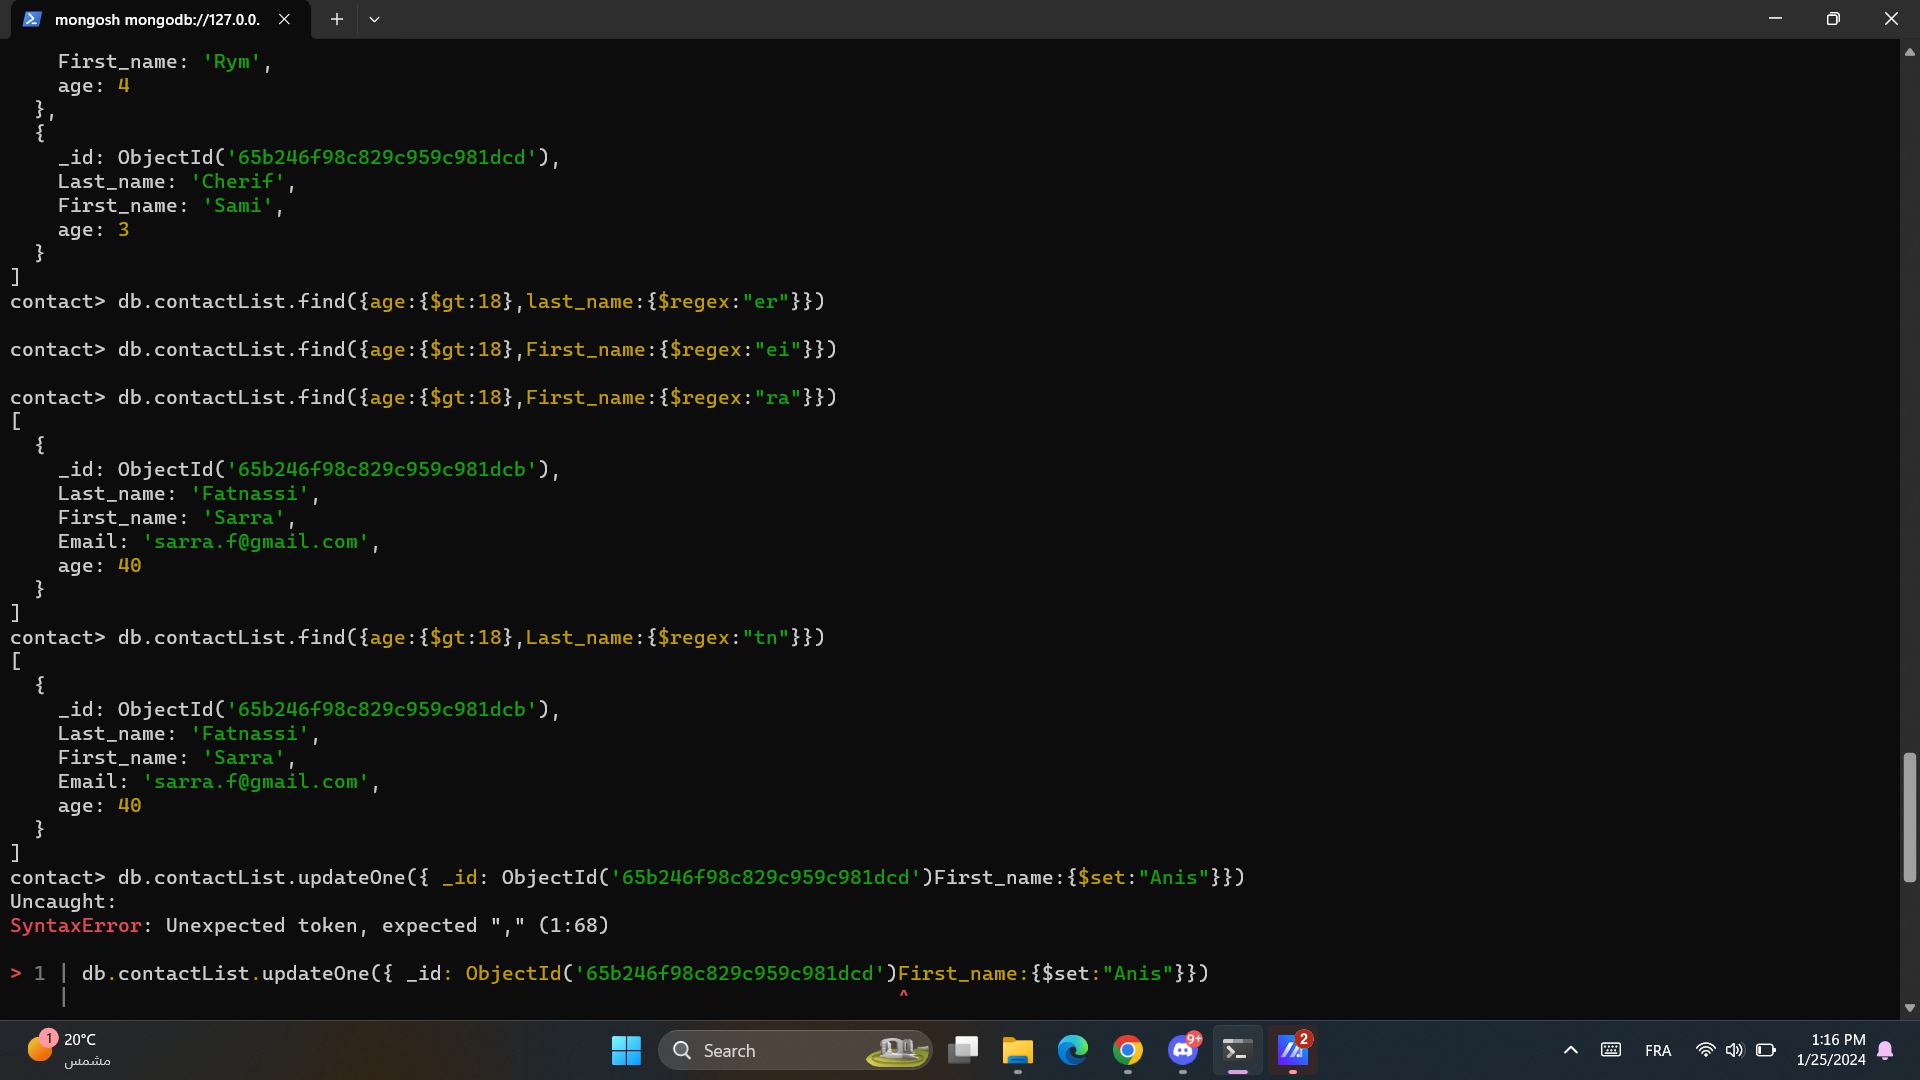 mongosh mongodb://127.0.0.
First_name: 'Rym',
age: 4
},
{
_id: ObjectId('65b246f98c829c959c981dcd'),
Last_name: 'Cherif',
First_name: 'Sami',
age: 3
}
]
contact> db.contactList.find({age:{$gt:18},last_name:{$regex:"er"}})
contact> db.contactList.find({age:{$gt:18},First_name:{$regex:"ei"}})
contact> db.contactList.find({age:{$gt:18},First_name:{$regex:"ra"}})
[
{
_id: ObjectId('65b246f98c829c959c981dcb'),
Last_name: 'Fatnassi',
First_name: 'Sarra',
Email: 'sarra.f@gmail.com',
age: 40
}
]
contact> db.contactList.find({age:{$gt:18},Last_name:{$regex:"tn"}})
[
{
_id: ObjectId('65b246f98c829c959c981dcb'),
Last_name: 'Fatnassi',
First_name: 'Sarra',
Email: 'sarra.f@gmail.com',
age: 40
}
]
contact> db.contactList.updateOne({ _id: ObjectId('65b246f98c829c959c981dcd')First_name:{$set:"Anis"}})
Uncaught:
SyntaxError: Unexpected token, expected "," (1:68)
> 1 | db.contactList.updateOne({ _id: ObjectId('65b246f98c829c959c981dcd')First_name:{$set:"Anis"}})
| ^
1
20°C
مشمس
Search
9+
2
FRA
1:16 PM
1/25/2024